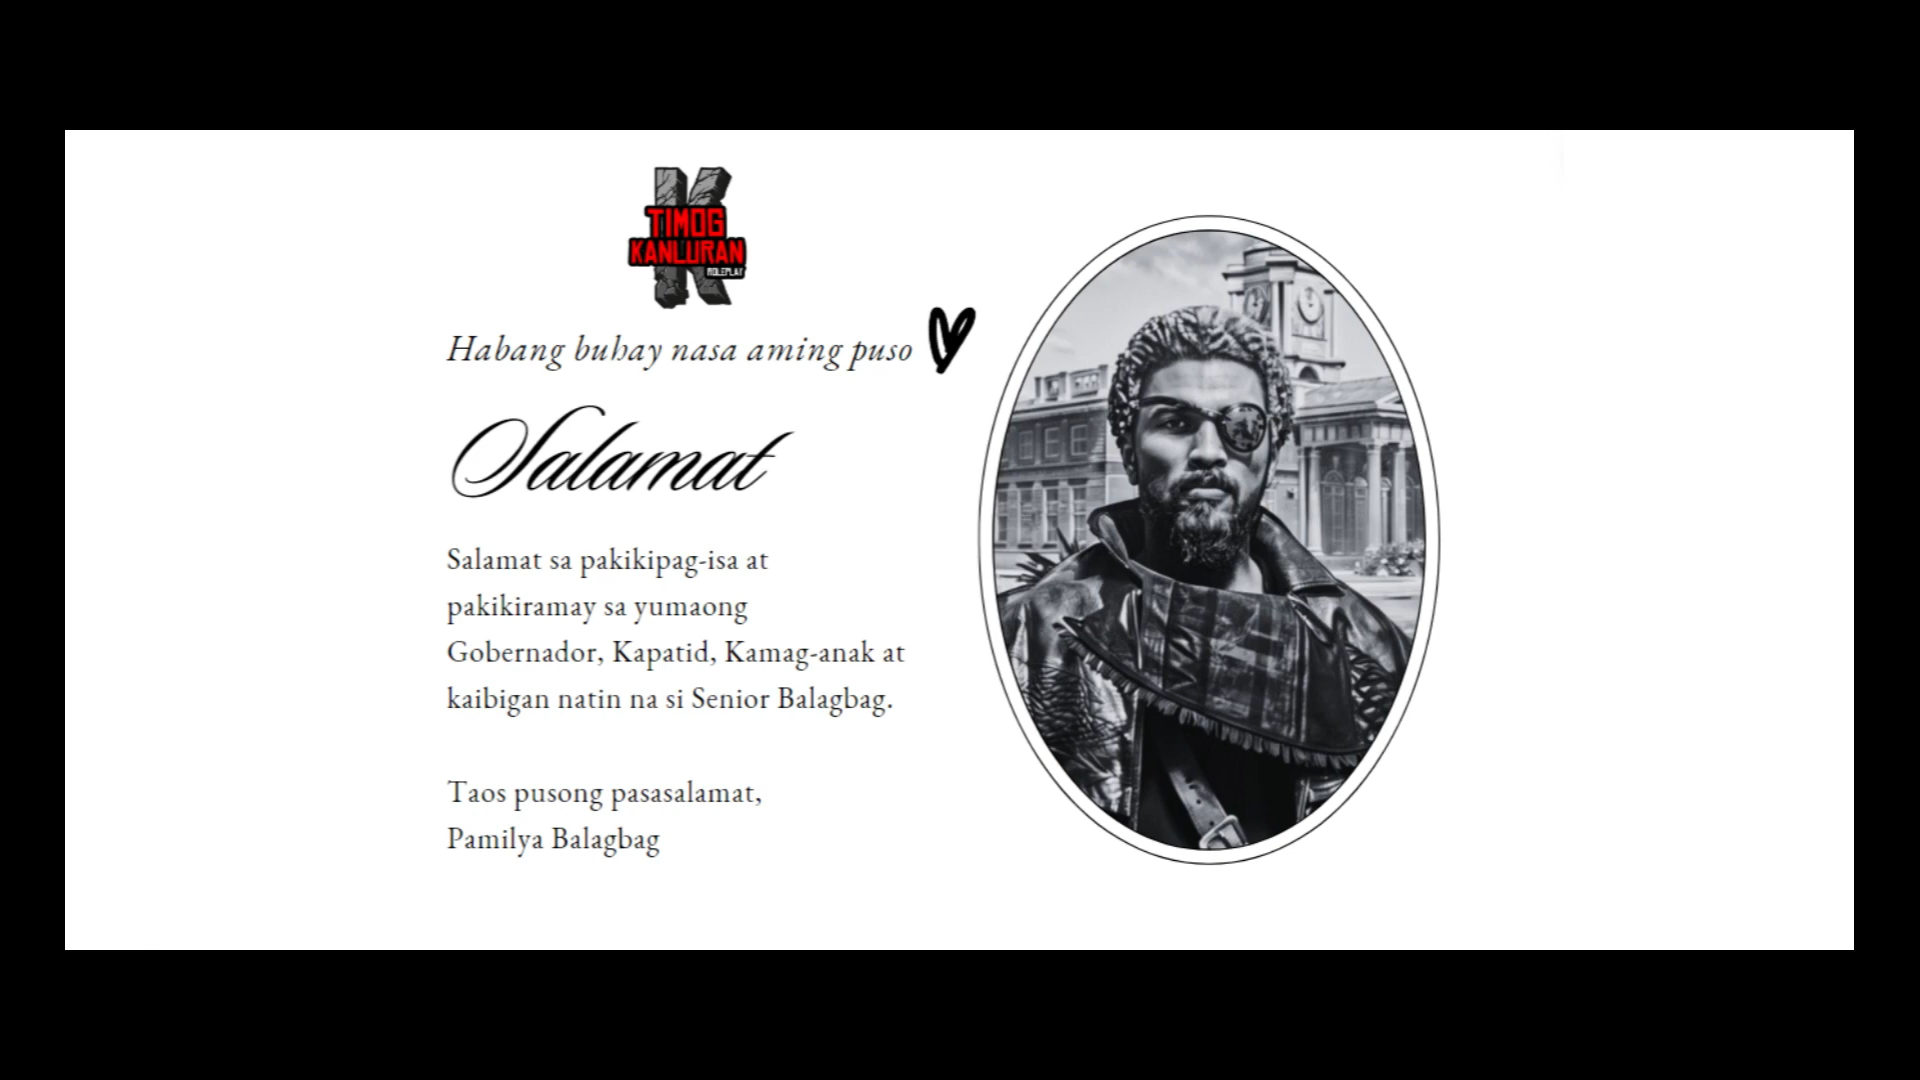 TIMOG
KANLURAN
ROLEPLAY
Habang buhay nasa aming puso
Salamat
Salamat sa pakikipag-isa at
pakikiramay sa yumaong
Gobernador, Kapatid, Kamag-anak at
kaibigan natin na si Senior Balagbag.
Taos pusong pasasalamat,
Pamilya Balagbag